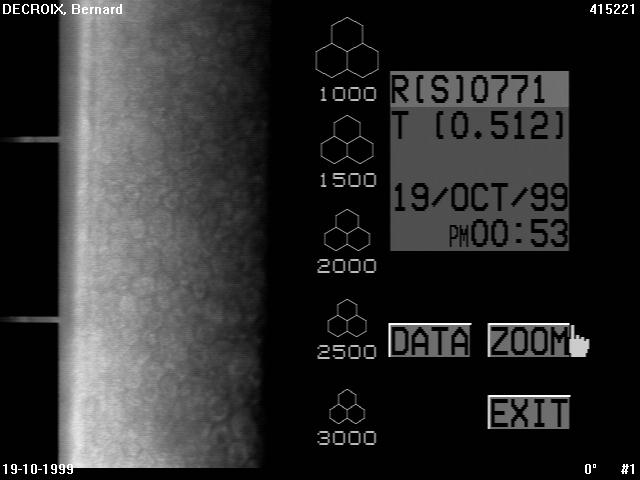 DECROIX, Bernard
415221
1000
R[S]0771
T [0.512]
1500
19/OCT/99
PM00:53
2000
2500
DATA ZOOM
EXIT
3000
19-10-1999
0° #1